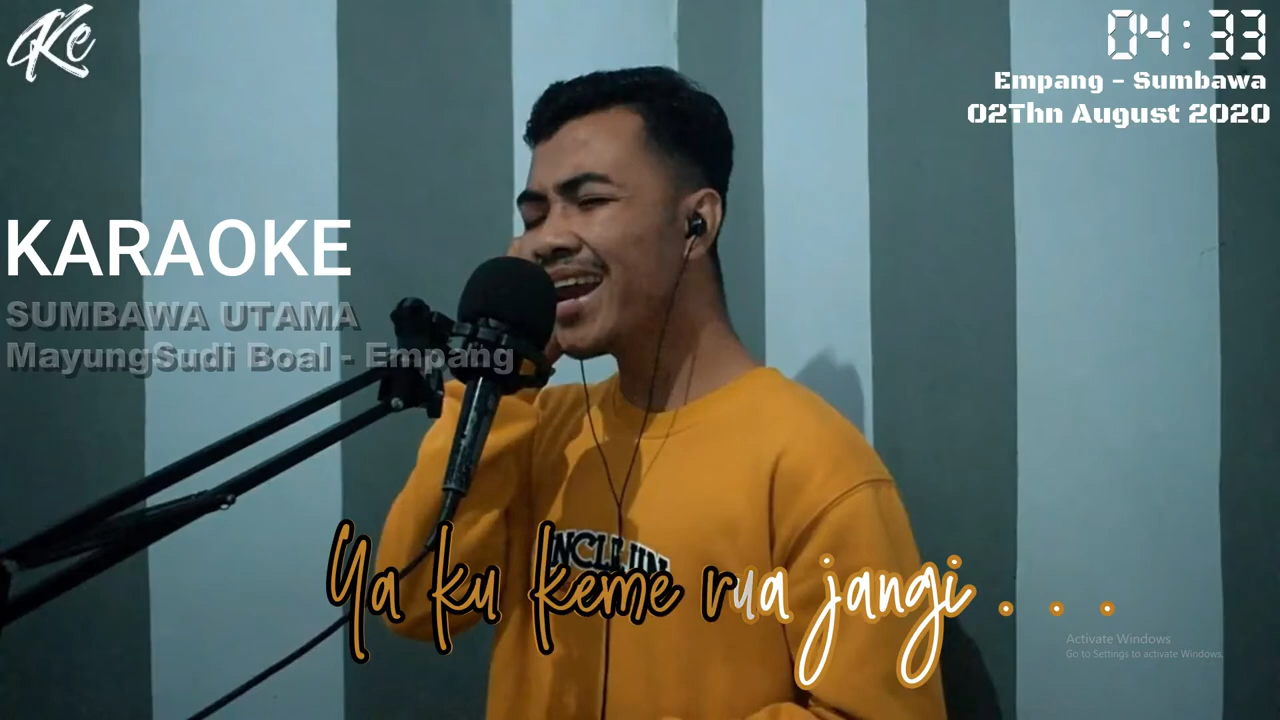 Ke
04:33
Empang - Sumbawa
02Thn August 2020
KARAOKE
SUMBAWA UTAMA
MayungSudi Boal - Empang
Ya ku keme rua jangi . . .
Activate Windows
Go to Settings to activate Windows.